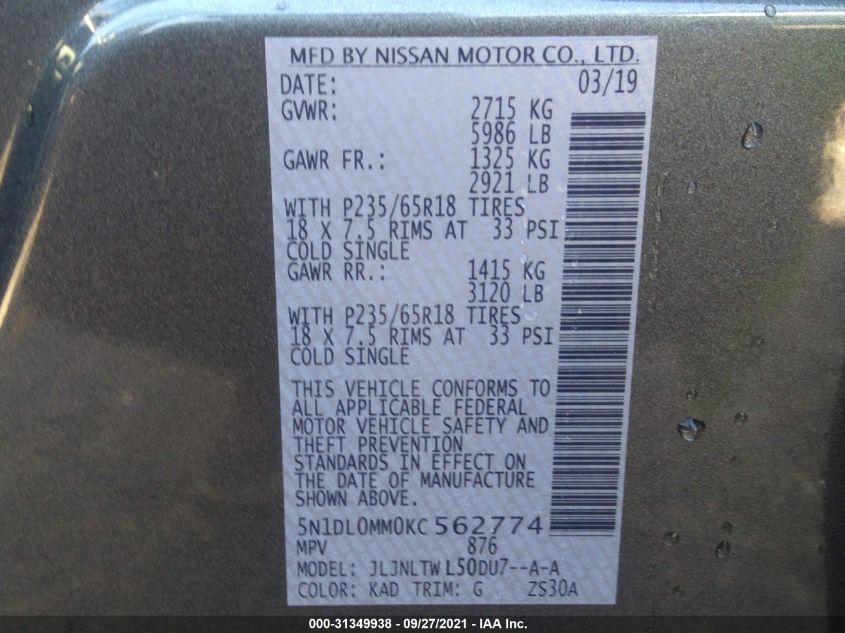 MFD BY NISSAN MOTOR CO., LTD.
DATE: 03/19
GVWR: 2715 KG
5986 LB
GAWR FR.: 1325 KG
2921 LB
WITH P235/65R18 TIRES
18 X 7.5 RIMS AT 33 PSI
COLD SINGLE
GAWR RR.: 1415 KG
3120 LB
WITH P235/65R18 TIRES
18 X 7.5 RIMS AT 33 PSI
COLD SINGLE
THIS VEHICLE CONFORMS TO
ALL APPLICABLE FEDERAL
MOTOR VEHICLE SAFETY AND
THEFT PREVENTION
STANDARDS IN EFFECT ON
THE DATE OF MANUFACTURE
SHOWN ABOVE.
5N1DL0MM0KC562774
MPV 876
MODEL: JLJNLTWL50DU7--A-A
COLOR: KAD TRIM: G ZS30A
000-31349938 - 09/27/2021 - IAA Inc.